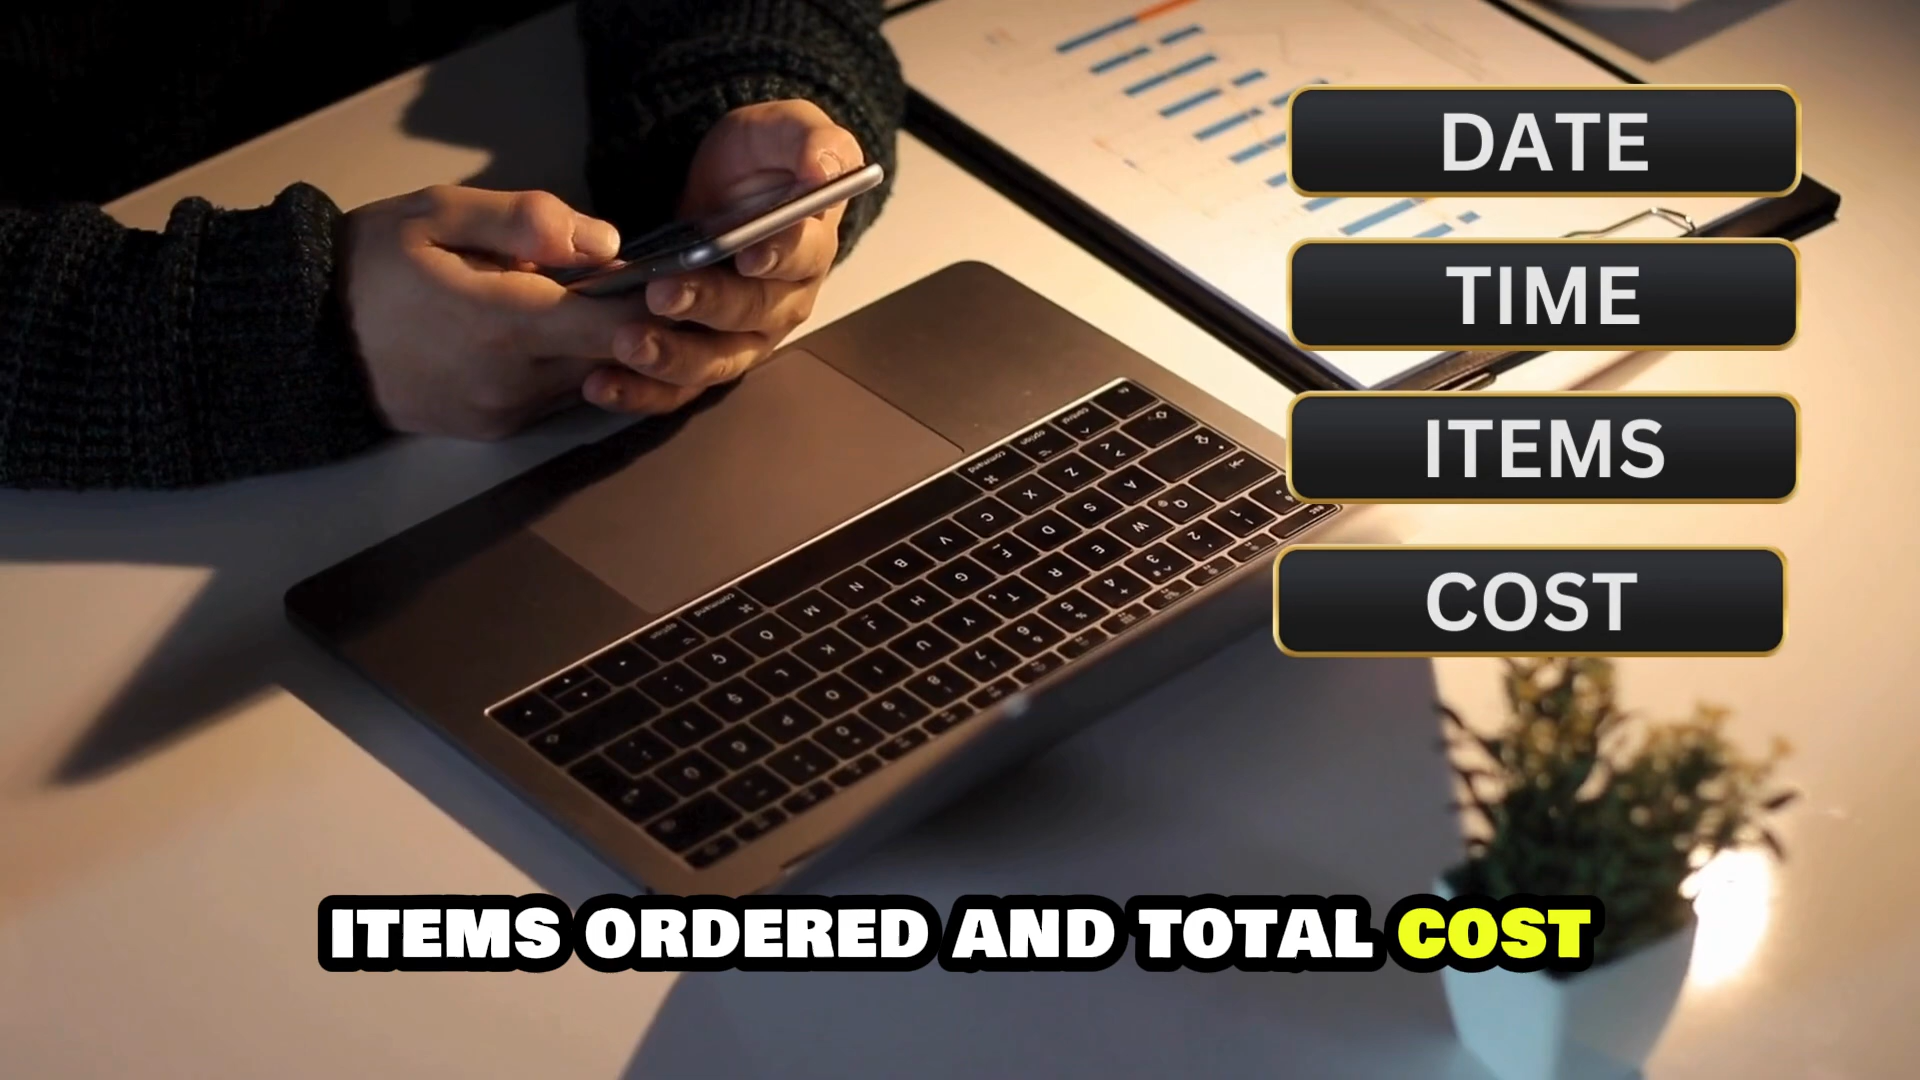 DATE
TIME
ITEMS
COST
ITEMS ORDERED AND TOTAL COST